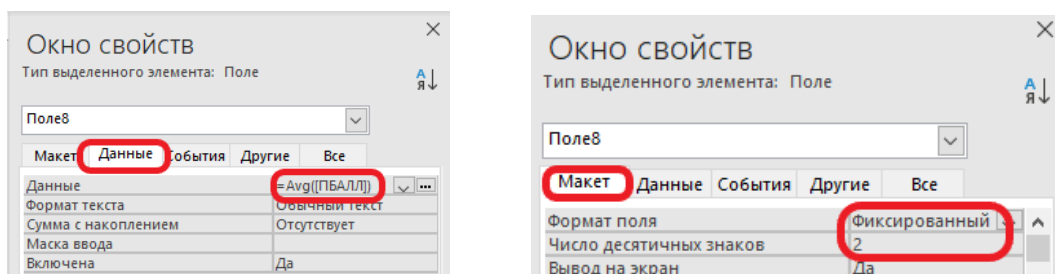 Окно свойств
Тип выделенного элемента: Поле
А
Я
Поле8
Макет Данные События Другие Все
Данные =Avg([ПБАЛЛ])
Формат текста Обычный текст
Сумма с накоплением Отсутствует
Маска ввода
Включена Да
Окно свойств
Тип выделенного элемента: Поле
А
Я
Поле8
Макет Данные События Другие Все
Формат поля Фиксированный
Число десятичных знаков 2
Вывод на экран Да